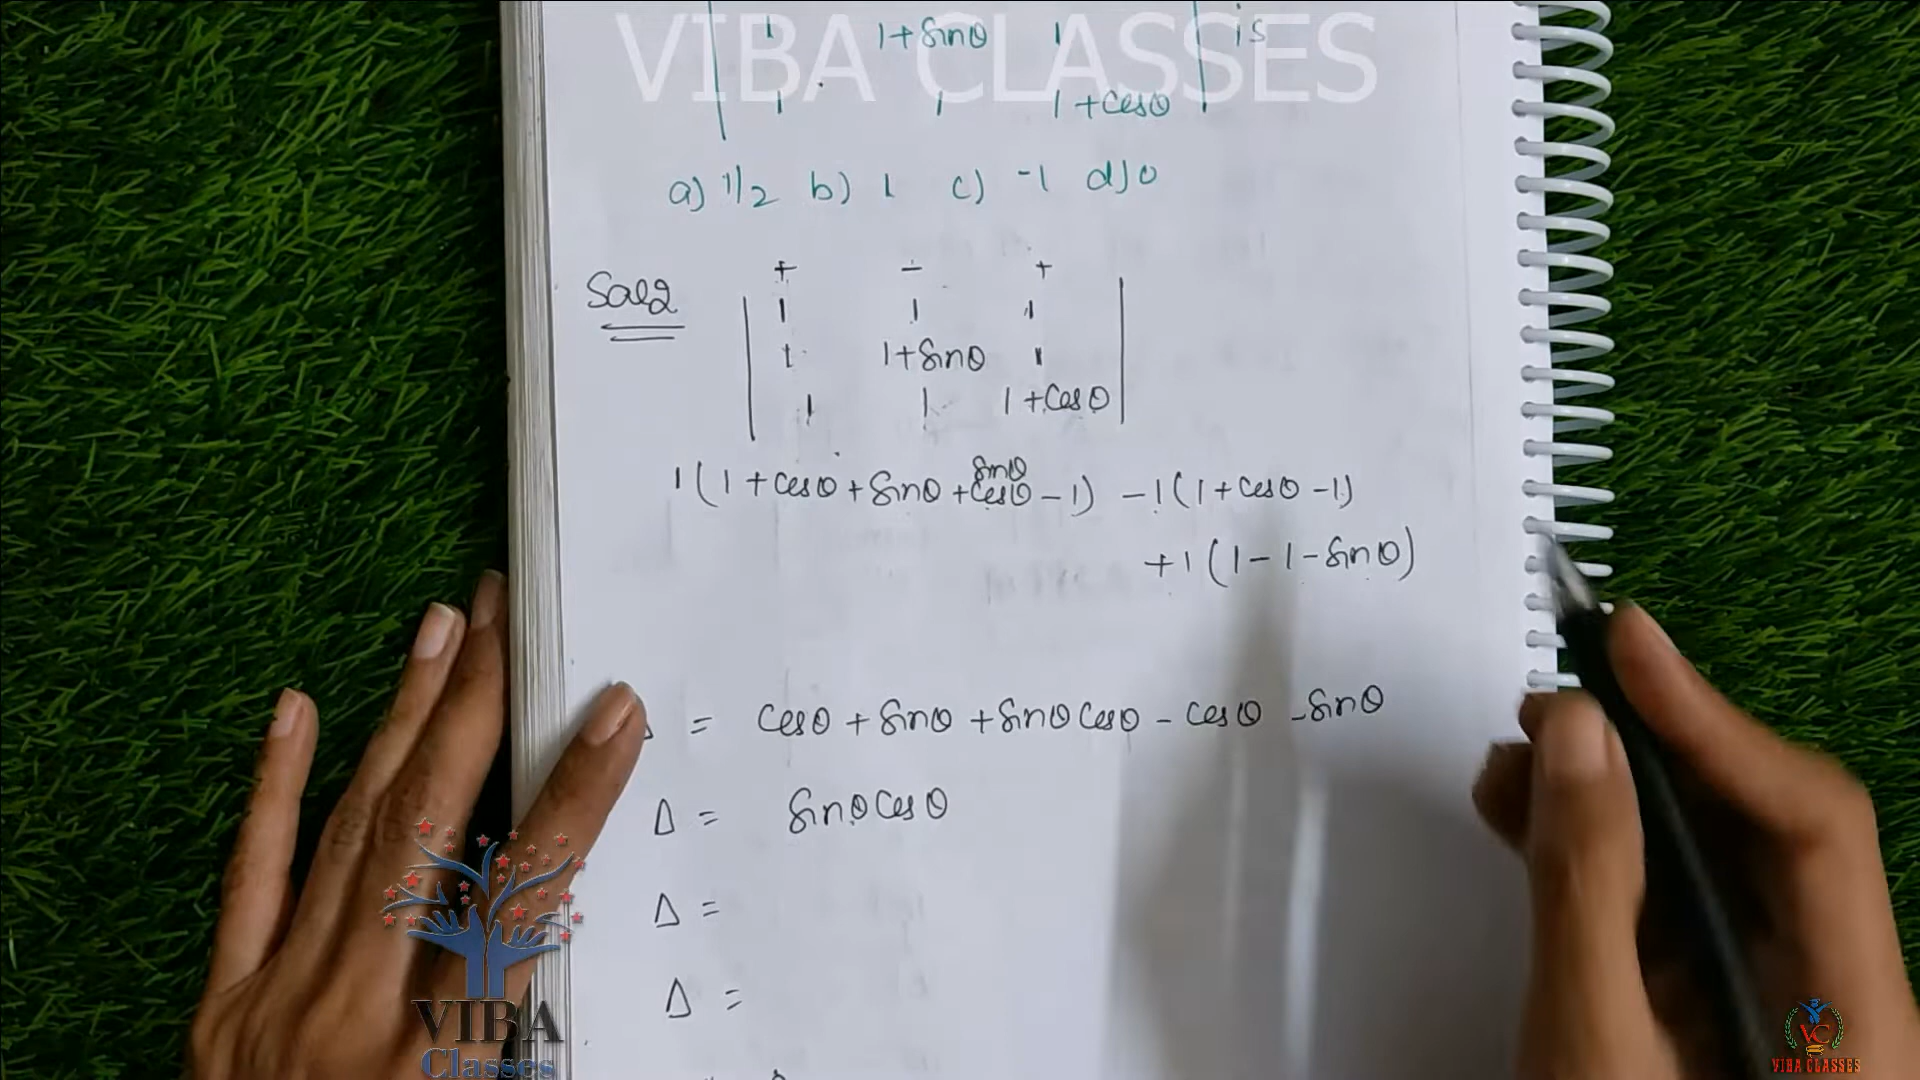 VIBA CLASSES
1 1+sinθ 1 is
1 1 1+cosθ
a) 1/2 b) 1 c) -1 d) 0
+ - +
1 1 1
1 1+sinθ 1
1 1 1+cosθ
1(1+cosθ+sinθ+sinθ cosθ-1) -1(1+cosθ-1)
+1(1-1-sinθ)
= cosθ+sinθ+sinθcosθ-cosθ-sinθ
Δ = sinθcosθ
Δ =
Δ =
VIBA
Classes
VC
VIBA CLASSES